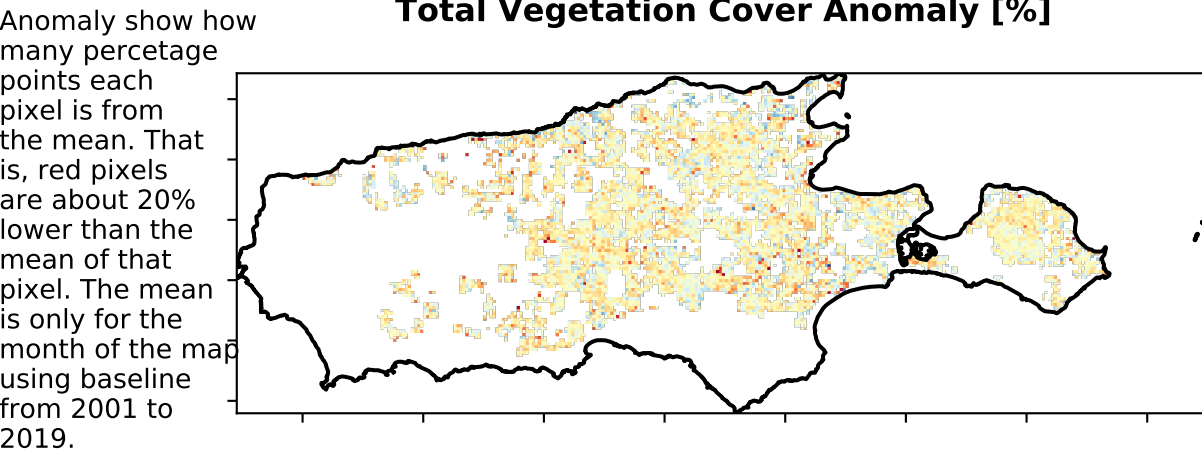 Total Vegetation Cover Anomaly [%]
Anomaly show how
many percetage
points each
pixel is from
the mean. That
is, red pixels
are about 20%
lower than the
mean of that
pixel. The mean
is only for the
month of the map
using baseline
from 2001 to
2019.